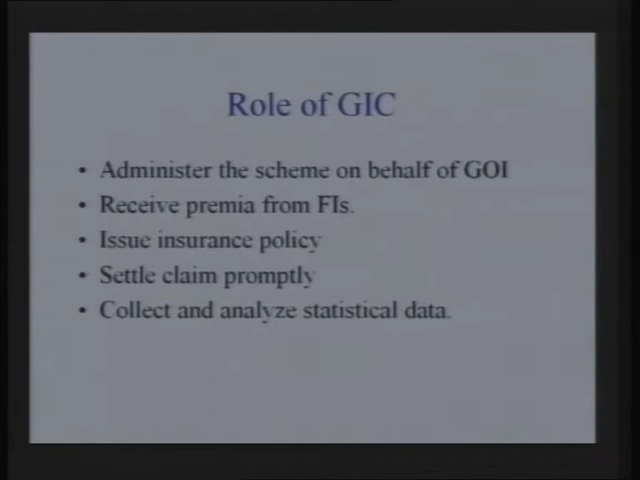 Role of GIC
• Administer the scheme on behalf of GOI
• Receive premia from FIs.
• Issue insurance policy
• Settle claim promptly
• Collect and analyze statistical data.